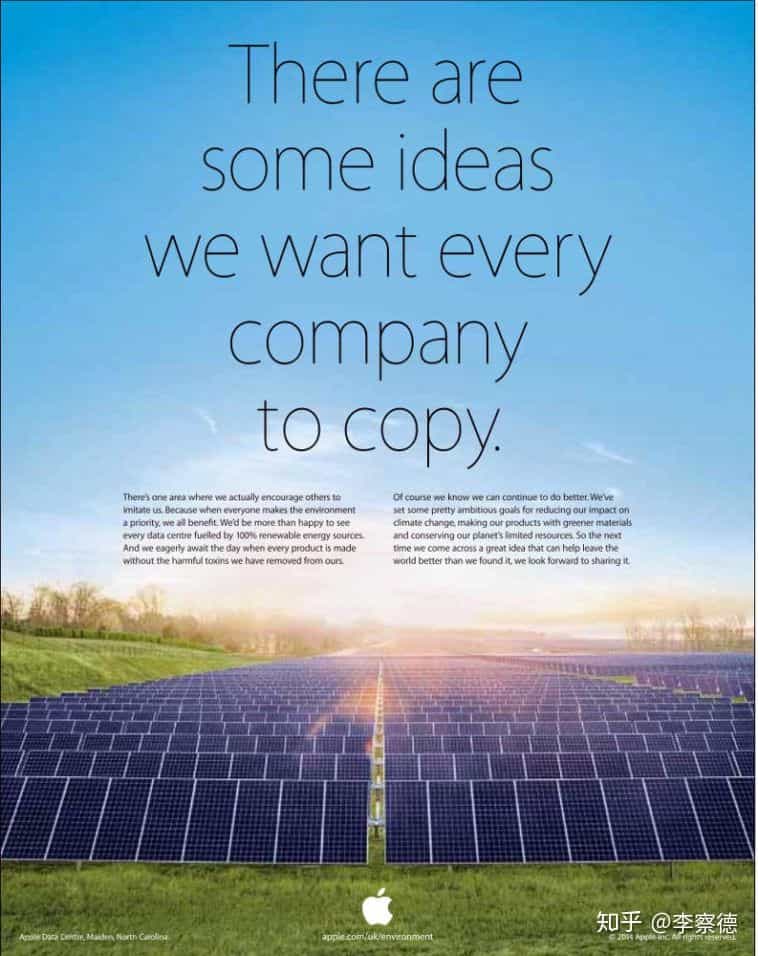 There are
some ideas
we want every
company
to copy.
There's one area where we actually encourage others to
imitate us. Because when everyone makes the environment
a priority, we all benefit. We'd be more than happy to see
every data centre fuelled by 100% renewable energy sources.
And we eagerly await the day when every product is made
without the harmful toxins we have removed from ours.
Of course we know we can continue to do better. We've
set some pretty ambitious goals for reducing our impact on
climate change, making our products with greener materials
and conserving our planet's limited resources. So the next
time we come across a great idea that can help leave the
world better than we found it, we look forward to sharing it.
Apple Data Centre, Maiden, North Carolina.
apple.com/uk/environment
知乎 @李察德
© 2014 Apple Inc. All rights reserved.